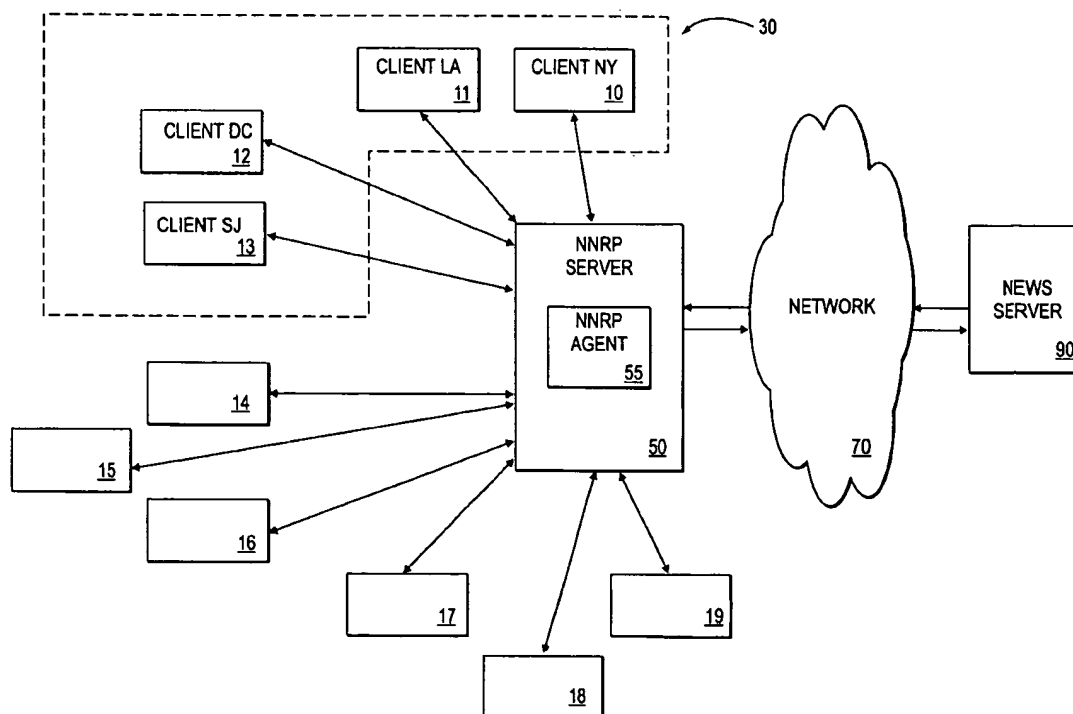 30
CLIENT LA
11
CLIENT NY
10
CLIENT DC
12
CLIENT SJ
13
NNRP
SERVER
NNRP
AGENT
55
50
NETWORK
70
NEWS
SERVER
90
14
15
16
17
18
19